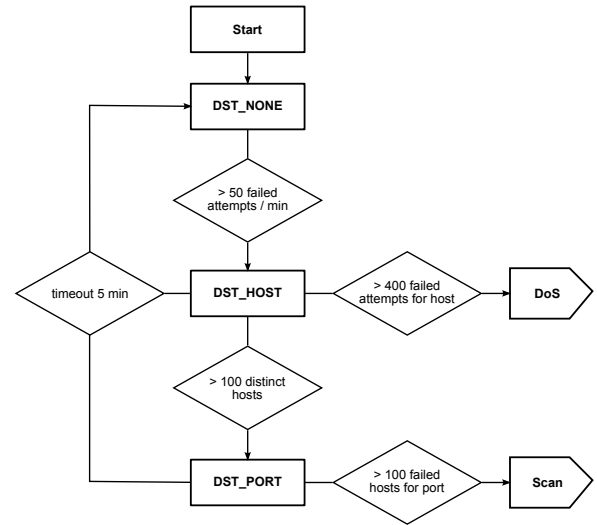 Start
DST_NONE
> 50 failed
attempts / min
timeout 5 min
DST_HOST
> 400 failed
attempts for host
DoS
> 100 distinct
hosts
DST_PORT
> 100 failed
hosts for port
Scan